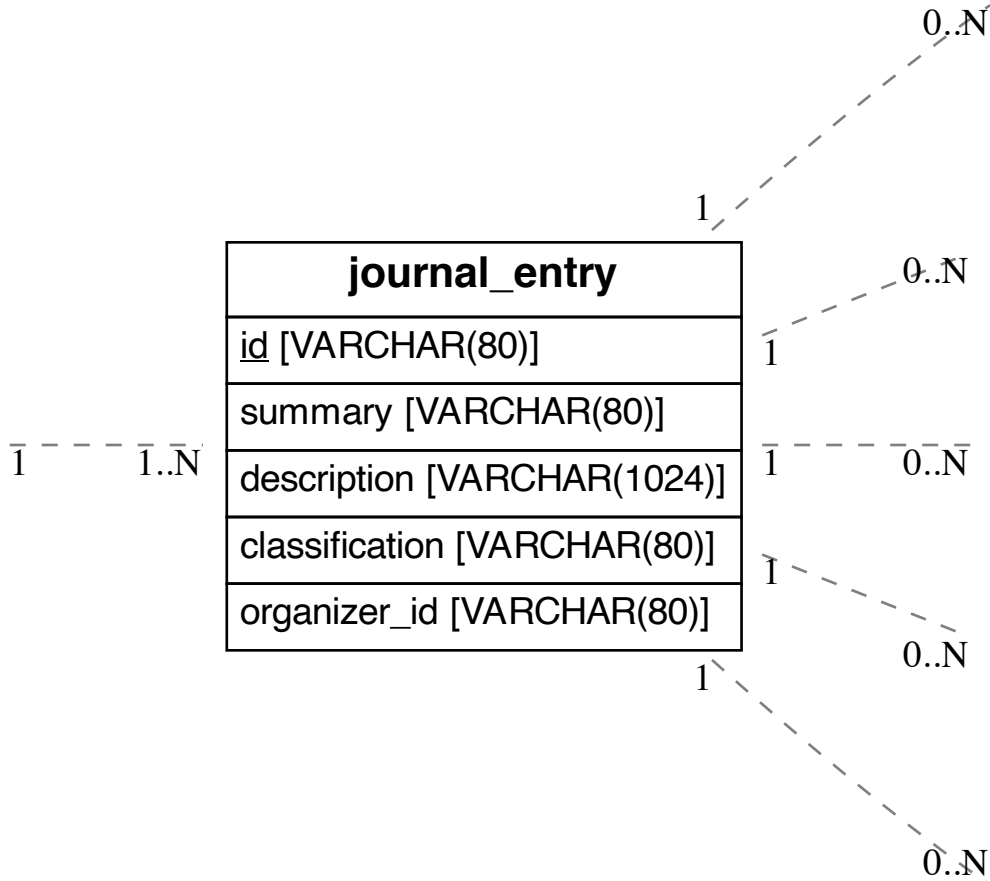 0..N
1
journal_entry
0..N
id [VARCHAR(80)]
1
summary [VARCHAR(80)]
1 1..N
1 0..N
description [VARCHAR(1024)]
classification [VARCHAR(80)]
1
organizer_id [VARCHAR(80)]
0..N
1
0..N